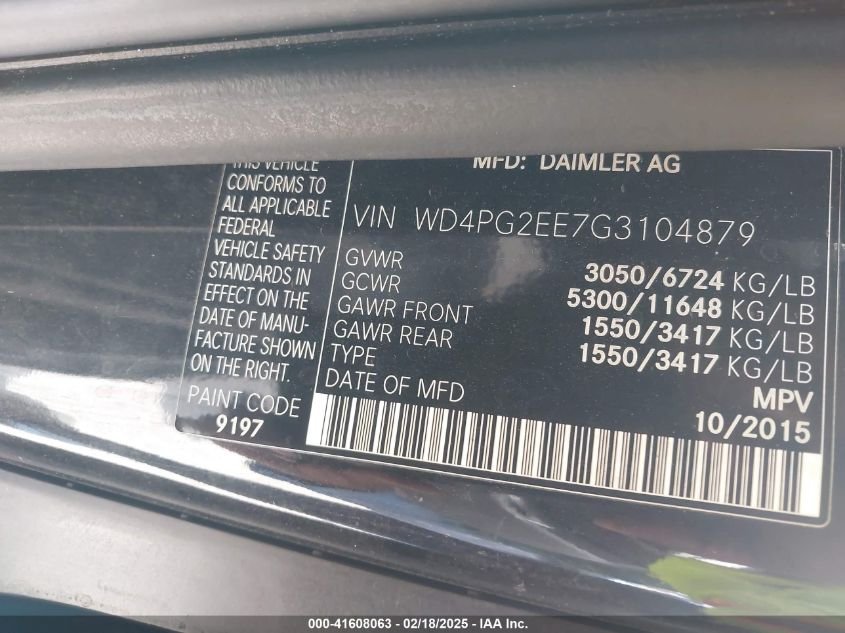 THIS VEHICLE
CONFORMS TO
ALL APPLICABLE
FEDERAL
VEHICLE SAFETY
STANDARDS IN
EFFECT ON THE
DATE OF MANU-
FACTURE SHOWN
ON THE RIGHT.
PAINT CODE
9197
MFD: DAIMLER AG
VIN WD4PG2EE7G3104879
GVWR 3050/6724 KG/LB
GCWR 5300/11648 KG/LB
GAWR FRONT 1550/3417 KG/LB
GAWR REAR 1550/3417 KG/LB
TYPE MPV
DATE OF MFD 10/2015
000-41608063 - 02/18/2025 - IAA, Inc.